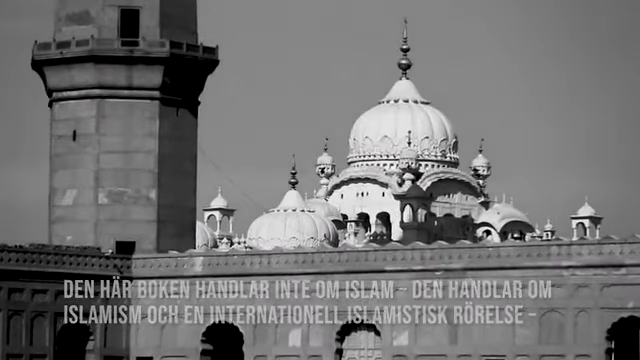 DEN HÄR BOKEN HANDLAR INTE OM ISLAM – DEN HANDLAR OM
ISLAMISM OCH EN INTERNATIONELL ISLAMISTISK RÖRELSE –